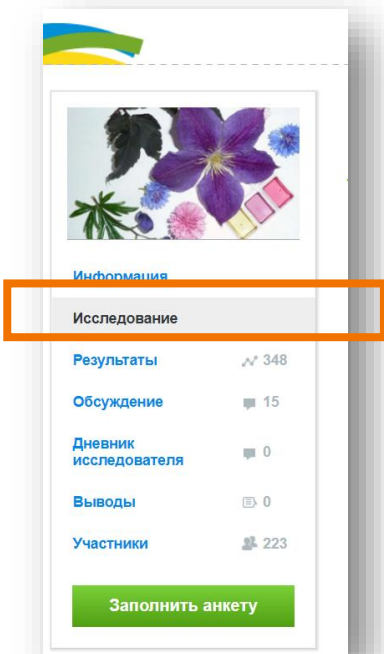 Информация
Исследование
Результаты 348
Обсуждение 15
Дневник
исследователя 0
Выводы 0
Участники 223
Заполнить анкету